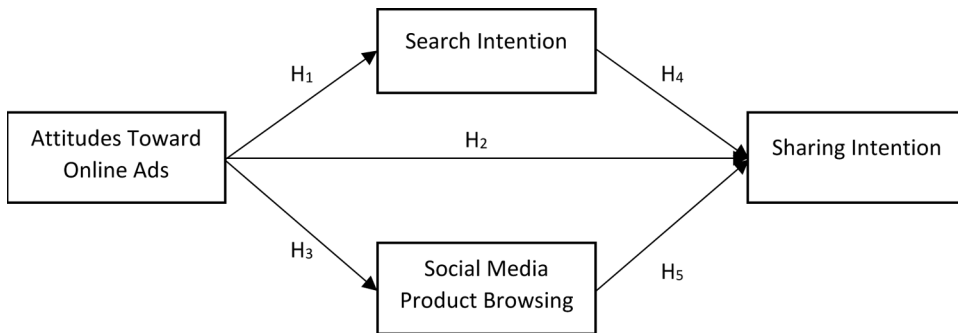 Search Intention
H₁
H₄
Attitudes Toward
Online Ads
H₂
Sharing Intention
H₃
Social Media
Product Browsing
H₅